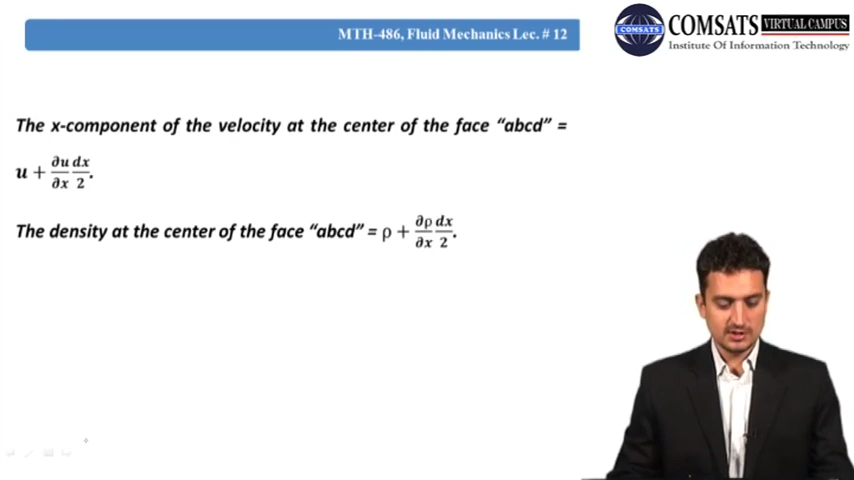 MTH-486, Fluid Mechanics Lec. # 12
COMSATS
COMSATS VIRTUAL CAMPUS
Institute Of Information Technology
The x-component of the velocity at the center of the face “abcd” =
u + ∂u/∂x dx/2.
The density at the center of the face “abcd” = ρ + ∂ρ/∂x dx/2.